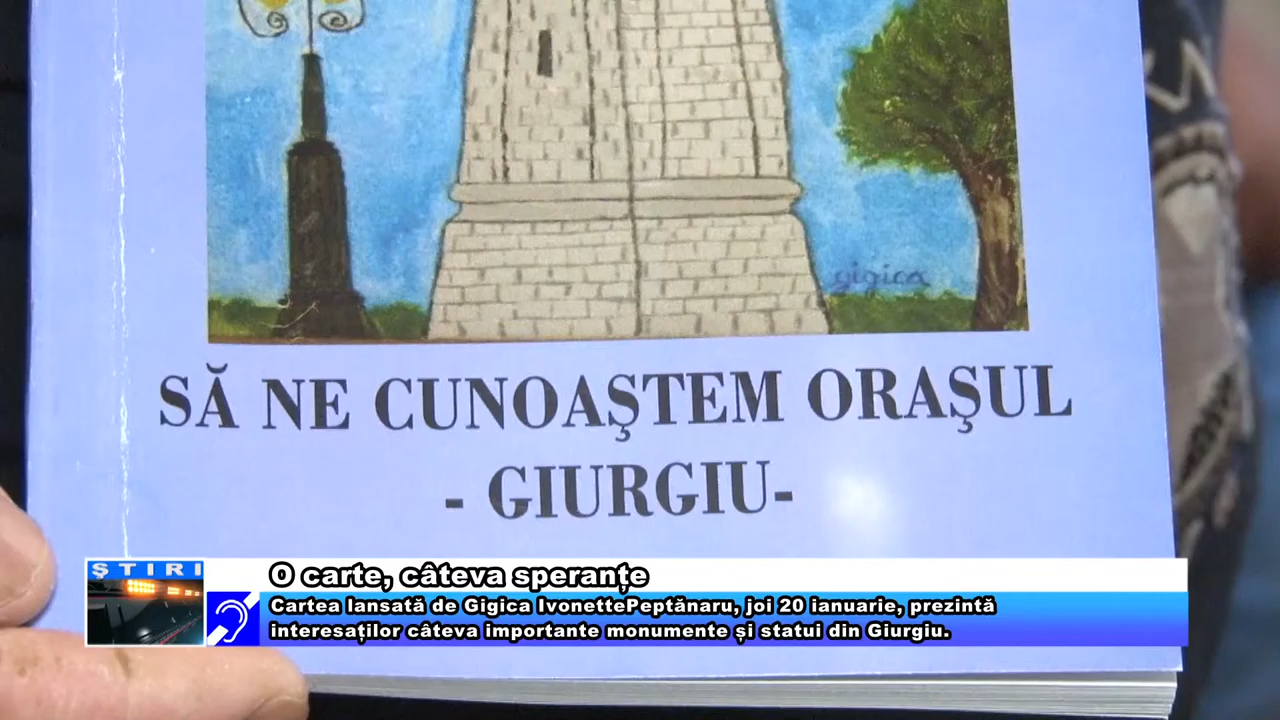 gigica
SĂ NE CUNOAŞTEM ORAŞUL
- GIURGIU-
ŞTIRI
O carte, câteva speranțe
Cartea lansată de Gigica IvonettePeptănaru, joi 20 ianuarie, prezintă
interesaților câteva importante monumente și statui din Giurgiu.